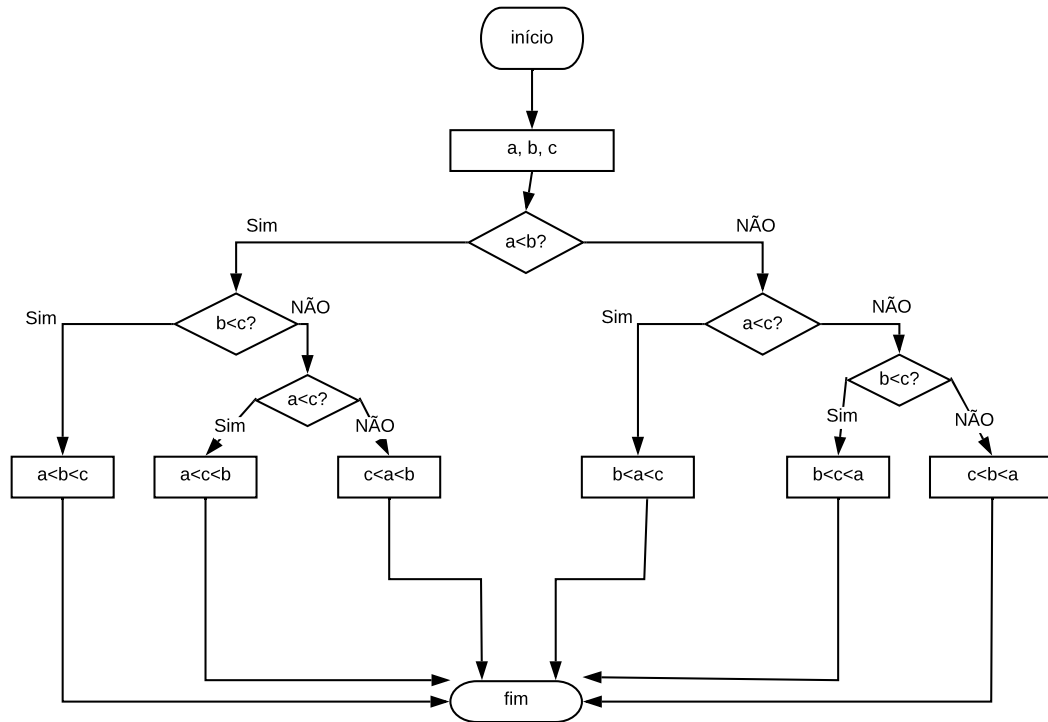 início
a, b, c
a<b?
Sim
NÃO
b<c?
Sim
NÃO
a<c?
Sim
NÃO
a<c?
Sim
NÃO
b<c?
Sim
NÃO
a<b<c
a<c<b
c<a<b
b<a<c
b<c<a
c<b<a
fim